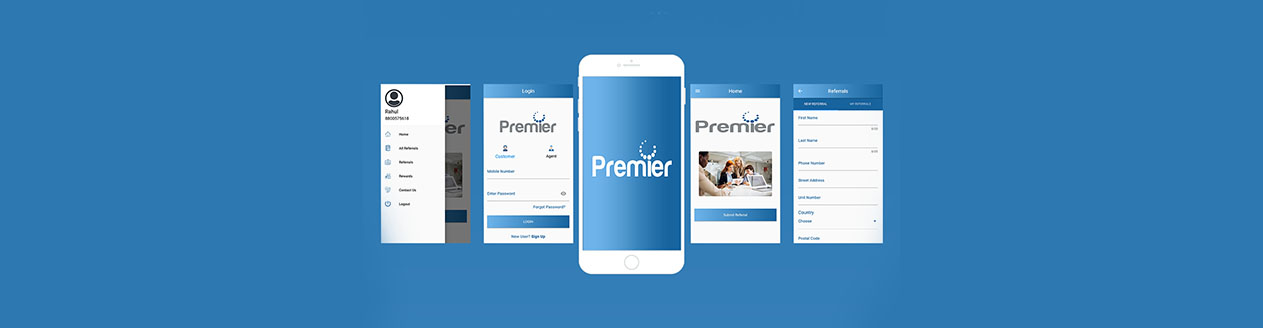 Rahul
8800575618
Home
Ad Referrals
Referrals
Rewards
Contact Us
Logout
Login
Premier
Customer
Agent
Mobile Number
Enter Password
Forgot Password?
LOGIN
New User? Sign Up
Premier
Home
Premier
Submit Referral
Referrals
NEW REFERRAL
MY REFERRALS
First Name
Last Name
Phone Number
Street Address
Unit Number
Country
Choose
Postal Code